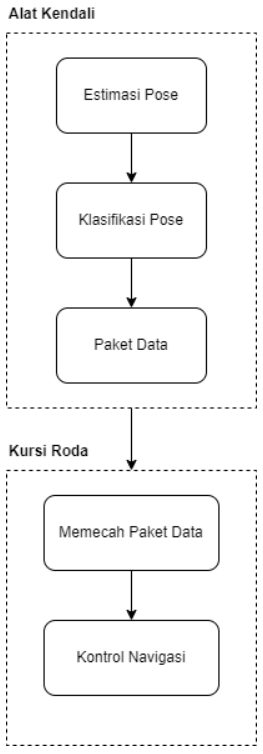 Alat Kendali
Estimasi Pose
Klasifikasi Pose
Paket Data
Kursi Roda
Memecah Paket Data
Kontrol Navigasi